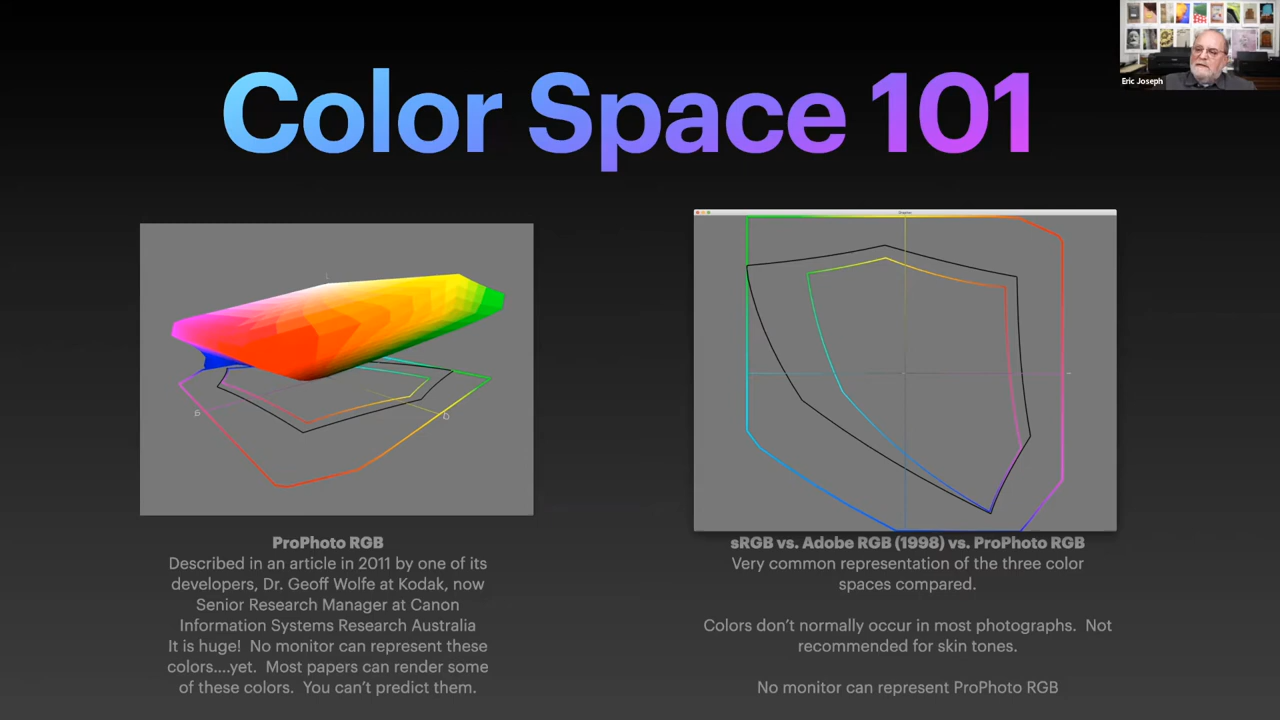 Color Space 101
Eric Joseph
ProPhoto RGB
Described in an article in 2011 by one of its
developers, Dr. Geoff Wolfe at Kodak, now
Senior Research Manager at Canon
Information Systems Research Australia
It is huge!  No monitor can represent these
colors....yet.  Most papers can render some
of these colors.  You can't predict them.
sRGB vs. Adobe RGB (1998) vs. ProPhoto RGB
Very common representation of the three color
spaces compared.
Colors don't normally occur in most photographs.  Not
recommended for skin tones.
No monitor can represent ProPhoto RGB